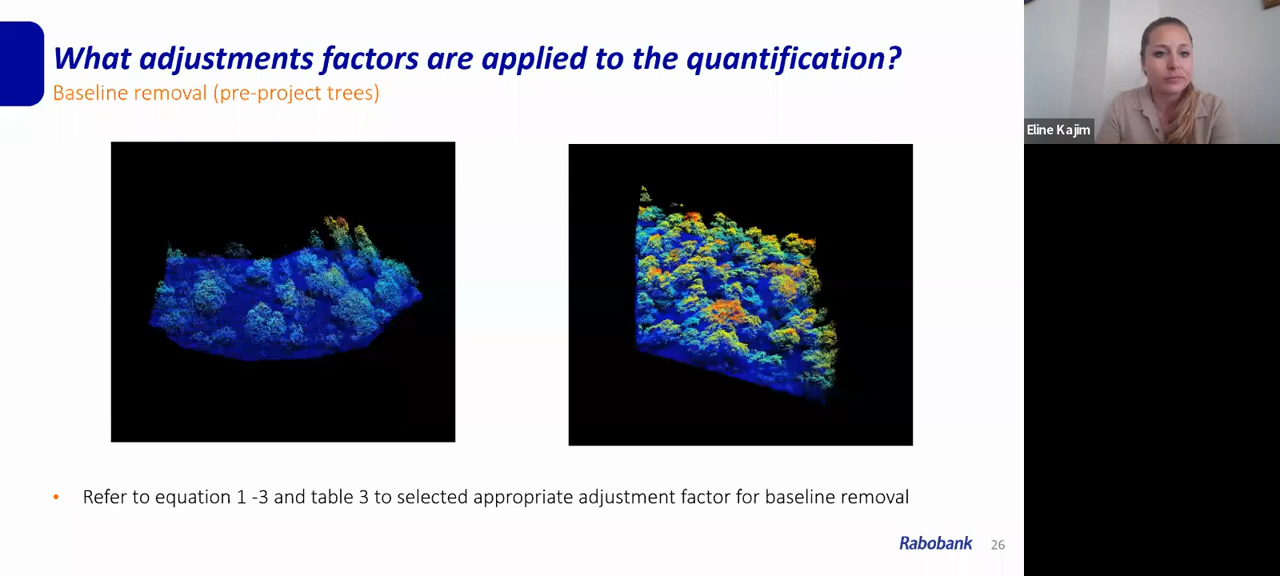 What adjustments factors are applied to the quantification?
Baseline removal (pre-project trees)
Eline Kajim
• Refer to equation 1 -3 and table 3 to selected appropriate adjustment factor for baseline removal
Rabobank 26